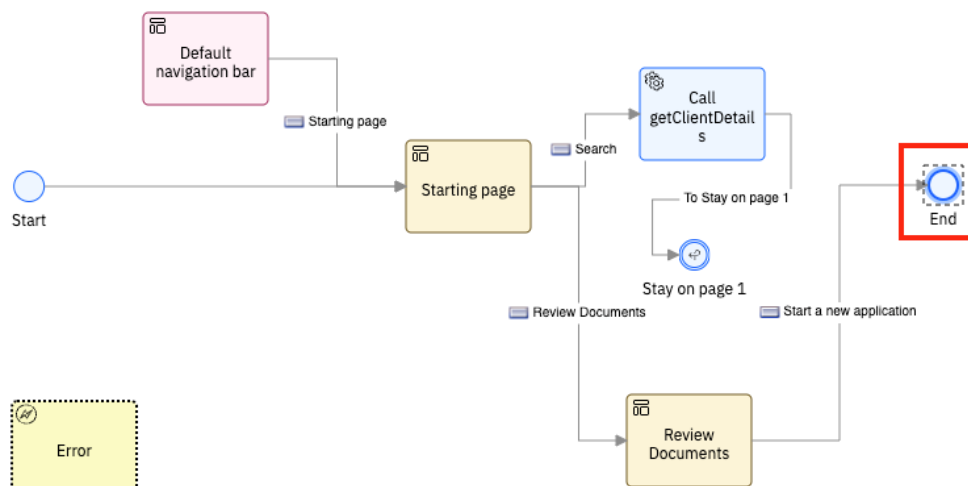 Default
navigation bar
Starting page
Call
getClientDetail
s
Search
Starting page
Start
To Stay on page 1
End
Stay on page 1
Review Documents
Start a new application
Review
Documents
Error